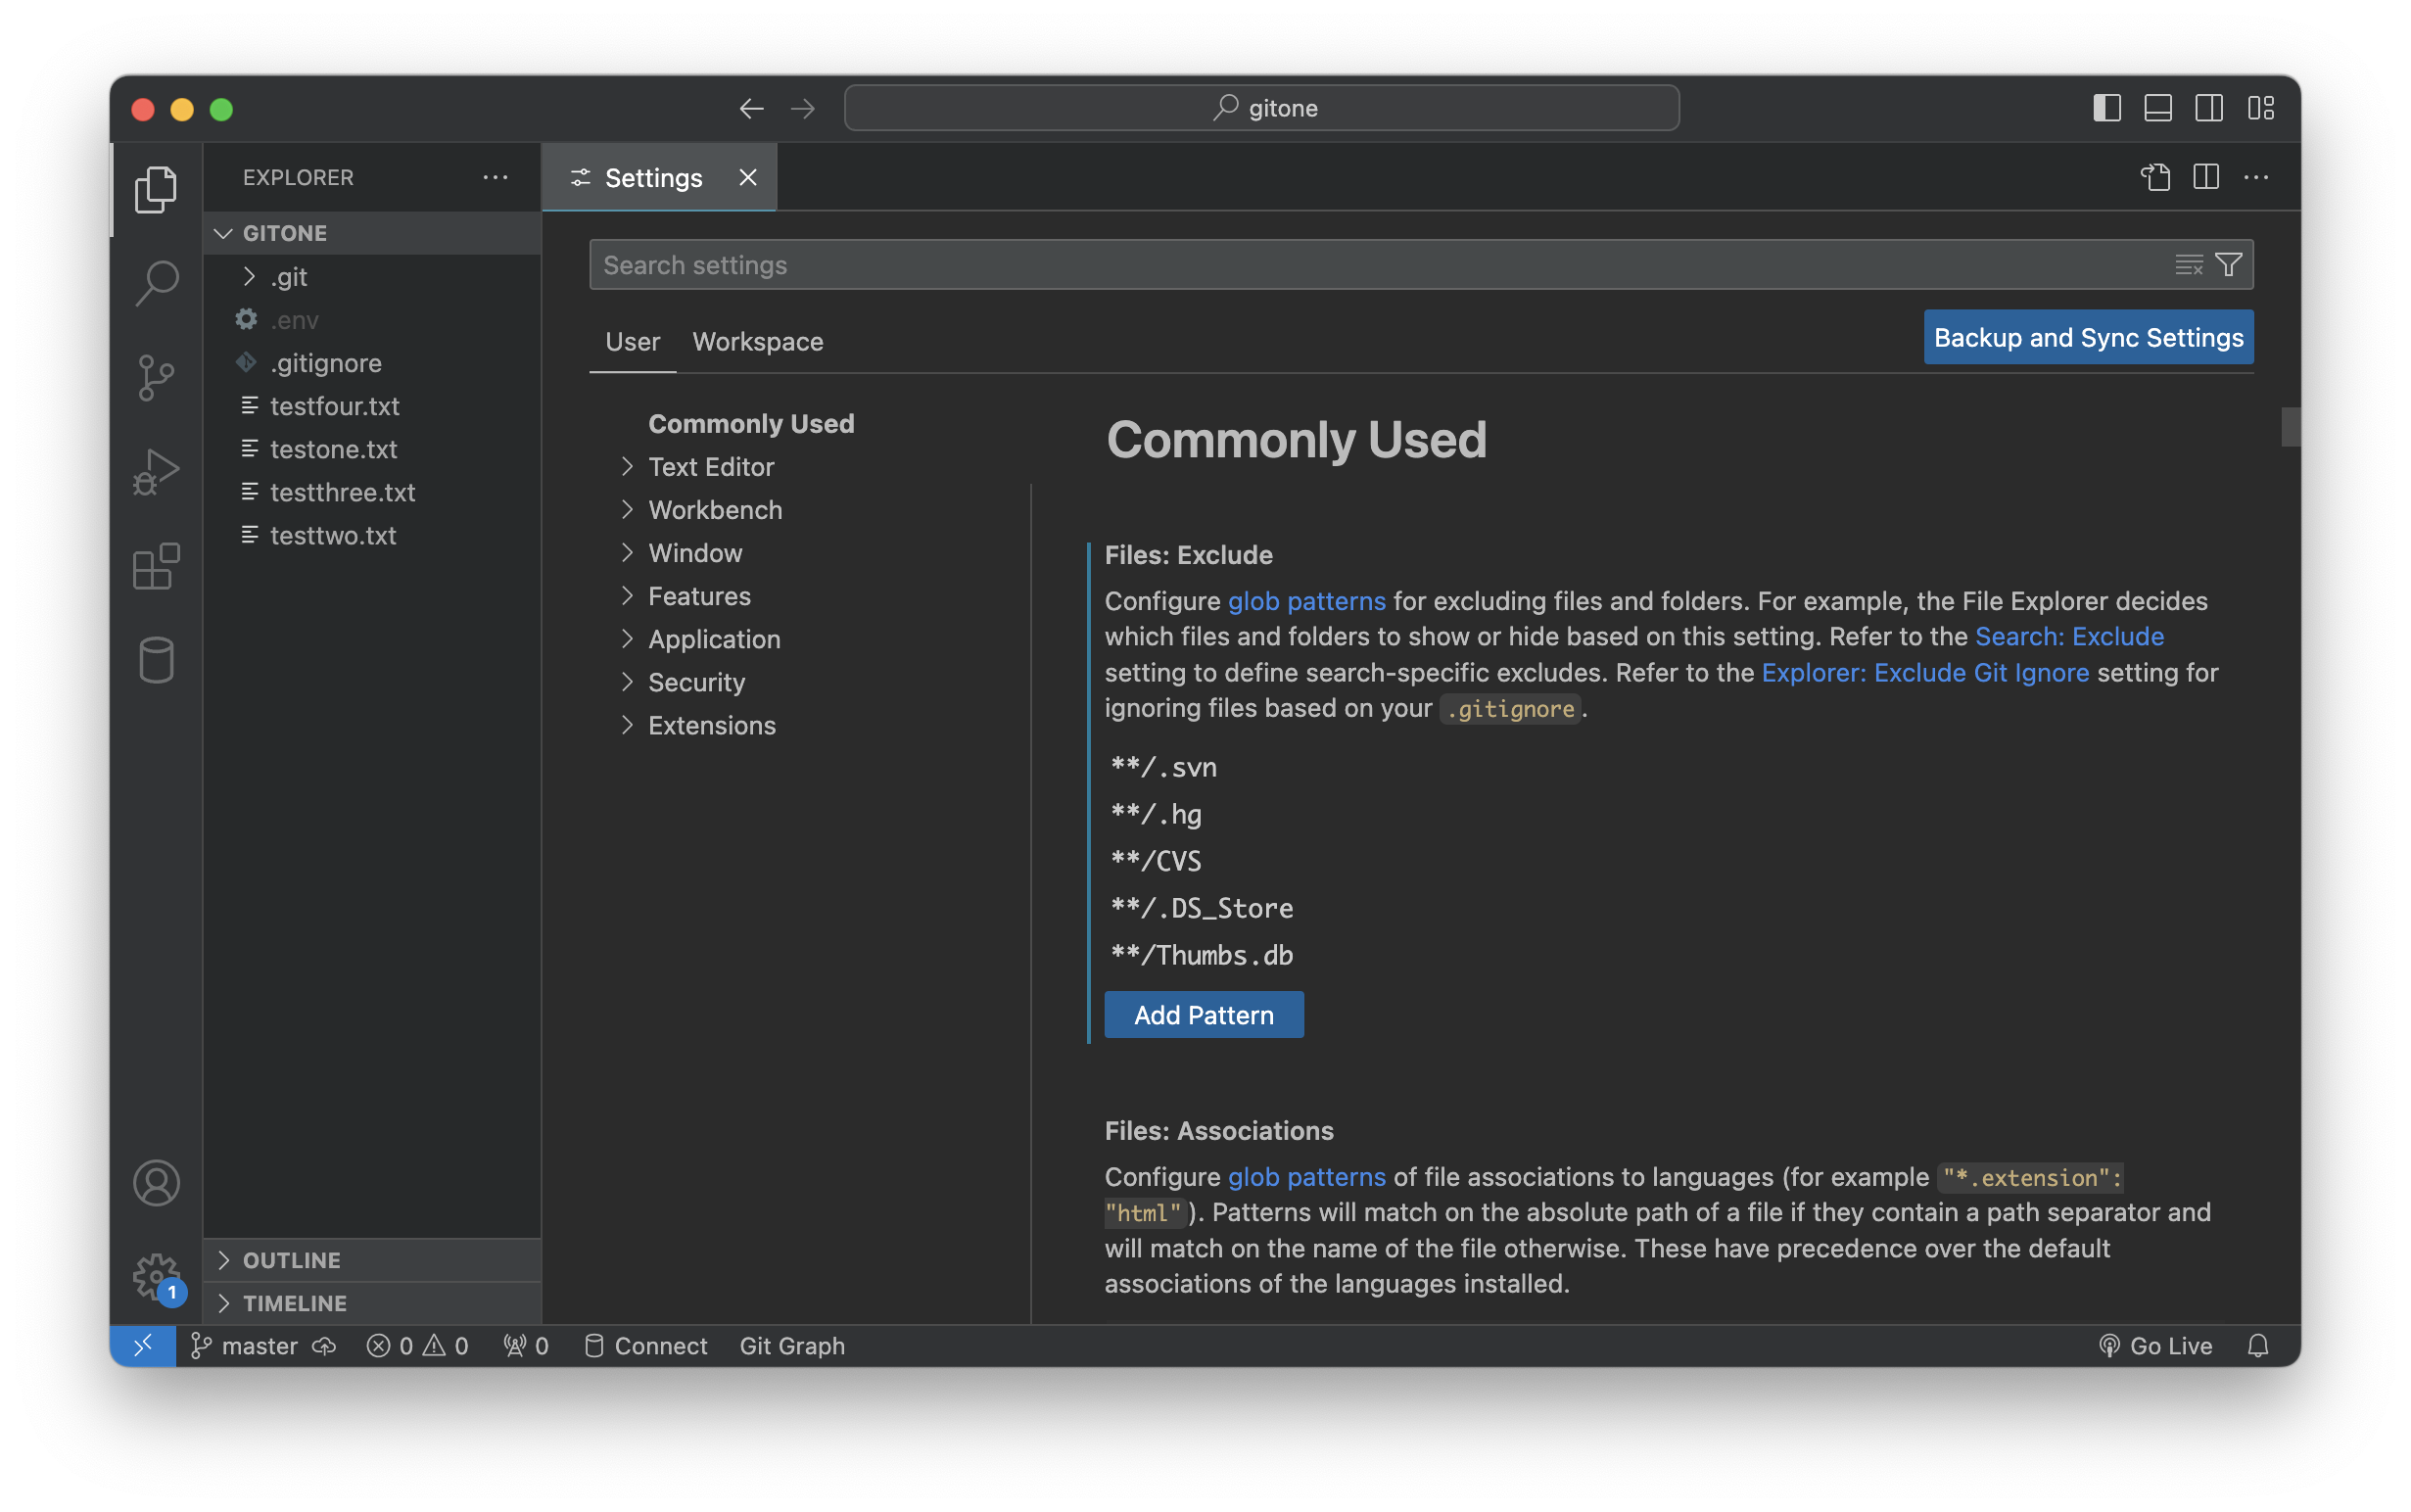 gitone
EXPLORER
GITONE
.git
.env
.gitignore
testfour.txt
testone.txt
testthree.txt
testtwo.txt
OUTLINE
TIMELINE
Settings
Search settings
User Workspace
Backup and Sync Settings
Commonly Used
Text Editor
Workbench
Window
Features
Application
Security
Extensions
Commonly Used
Files: Exclude
Configure glob patterns for excluding files and folders. For example, the File Explorer decides
which files and folders to show or hide based on this setting. Refer to the Search: Exclude
setting to define search-specific excludes. Refer to the Explorer: Exclude Git Ignore setting for
ignoring files based on your .gitignore.
**/.svn
**/.hg
**/CVS
**/.DS_Store
**/Thumbs.db
Add Pattern
Files: Associations
Configure glob patterns of file associations to languages (for example "*.extension":
"html"). Patterns will match on the absolute path of a file if they contain a path separator and
will match on the name of the file otherwise. These have precedence over the default
associations of the languages installed.
1
master 0 0 0 Connect Git Graph Go Live